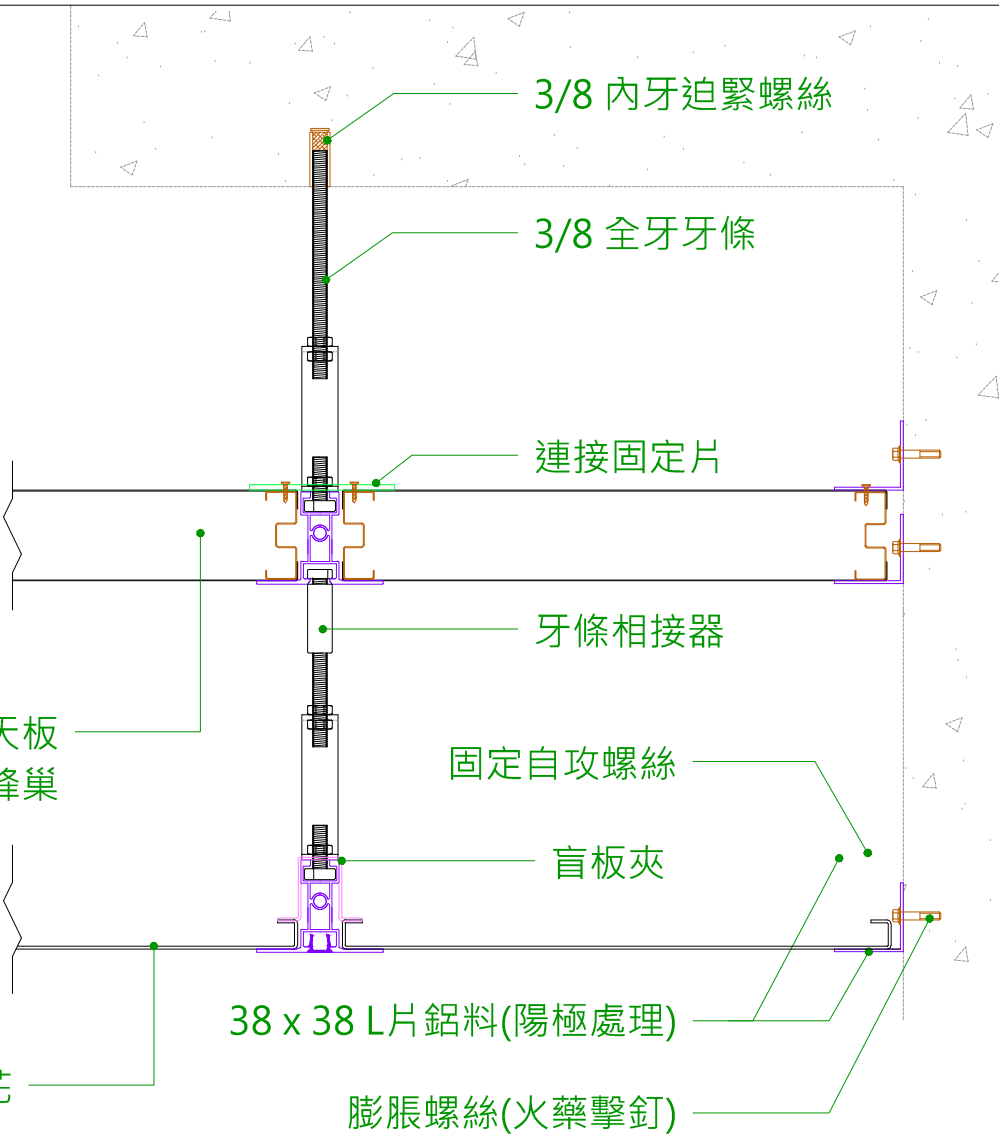 3/8 內牙迫緊螺絲
3/8 全牙牙條
連接固定片
牙條相接器
天板
蜂巢
固定自攻螺絲
盲板夾
38 x 38 L片鋁料(陽極處理)
膨脹螺絲(火藥擊釘)